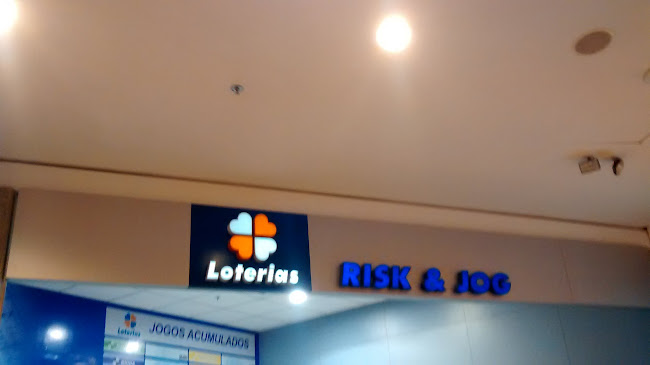 Loterias
RISK & JOG
Loterias
JOGOS ACUMULADOS